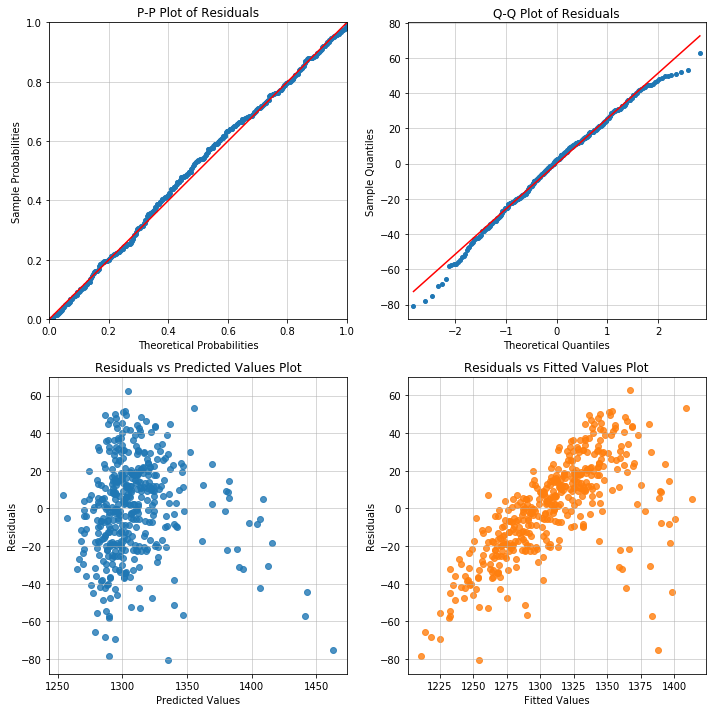 P-P Plot of Residuals
1.0
0.8
0.6
0.4
0.2
0.0
0.0 0.2 0.4 0.6 0.8 1.0
Sample Probabilities
Theoretical Probabilities
Q-Q Plot of Residuals
80
60
40
20
0
−20
−40
−60
−80
−2 −1 0 1 2
Sample Quantiles
Theoretical Quantiles
Residuals vs Predicted Values Plot
60
40
20
0
−20
−40
−60
−80
1250 1300 1350 1400 1450
Residuals
Predicted Values
Residuals vs Fitted Values Plot
60
40
20
0
−20
−40
−60
−80
1225 1250 1275 1300 1325 1350 1375 1400
Residuals
Fitted Values